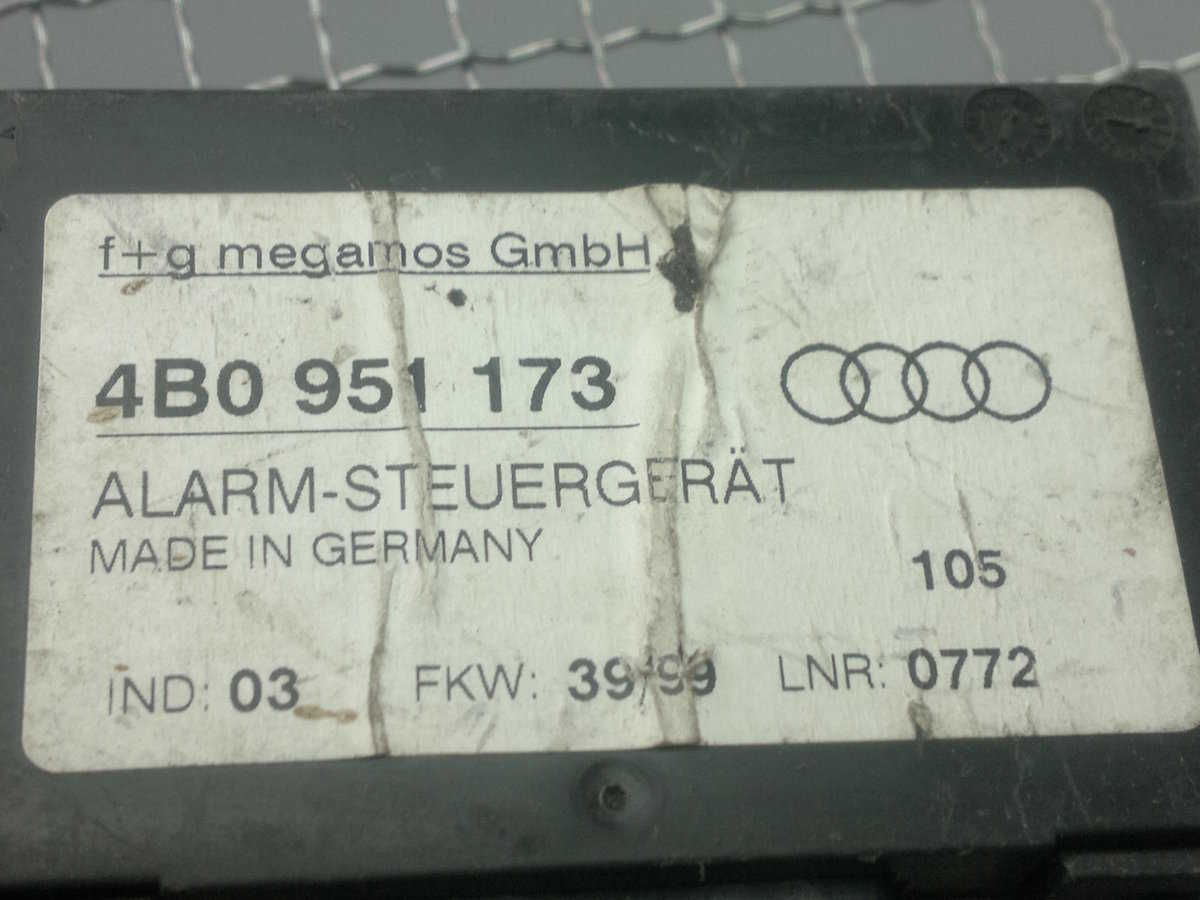 f+g megamos GmbH
4B0 951 173
ALARM-STEUERGERÄT
MADE IN GERMANY
105
IND: 03 FKW: 39/99 LNR: 0772